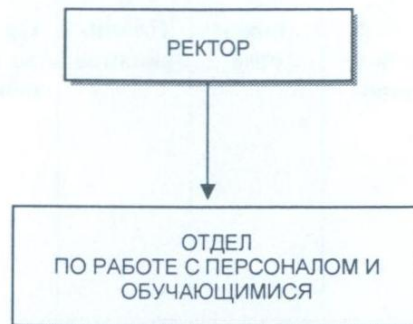 РЕКТОР
ОТДЕЛ
ПО РАБОТЕ С ПЕРСОНАЛОМ И
ОБУЧАЮЩИМИСЯ